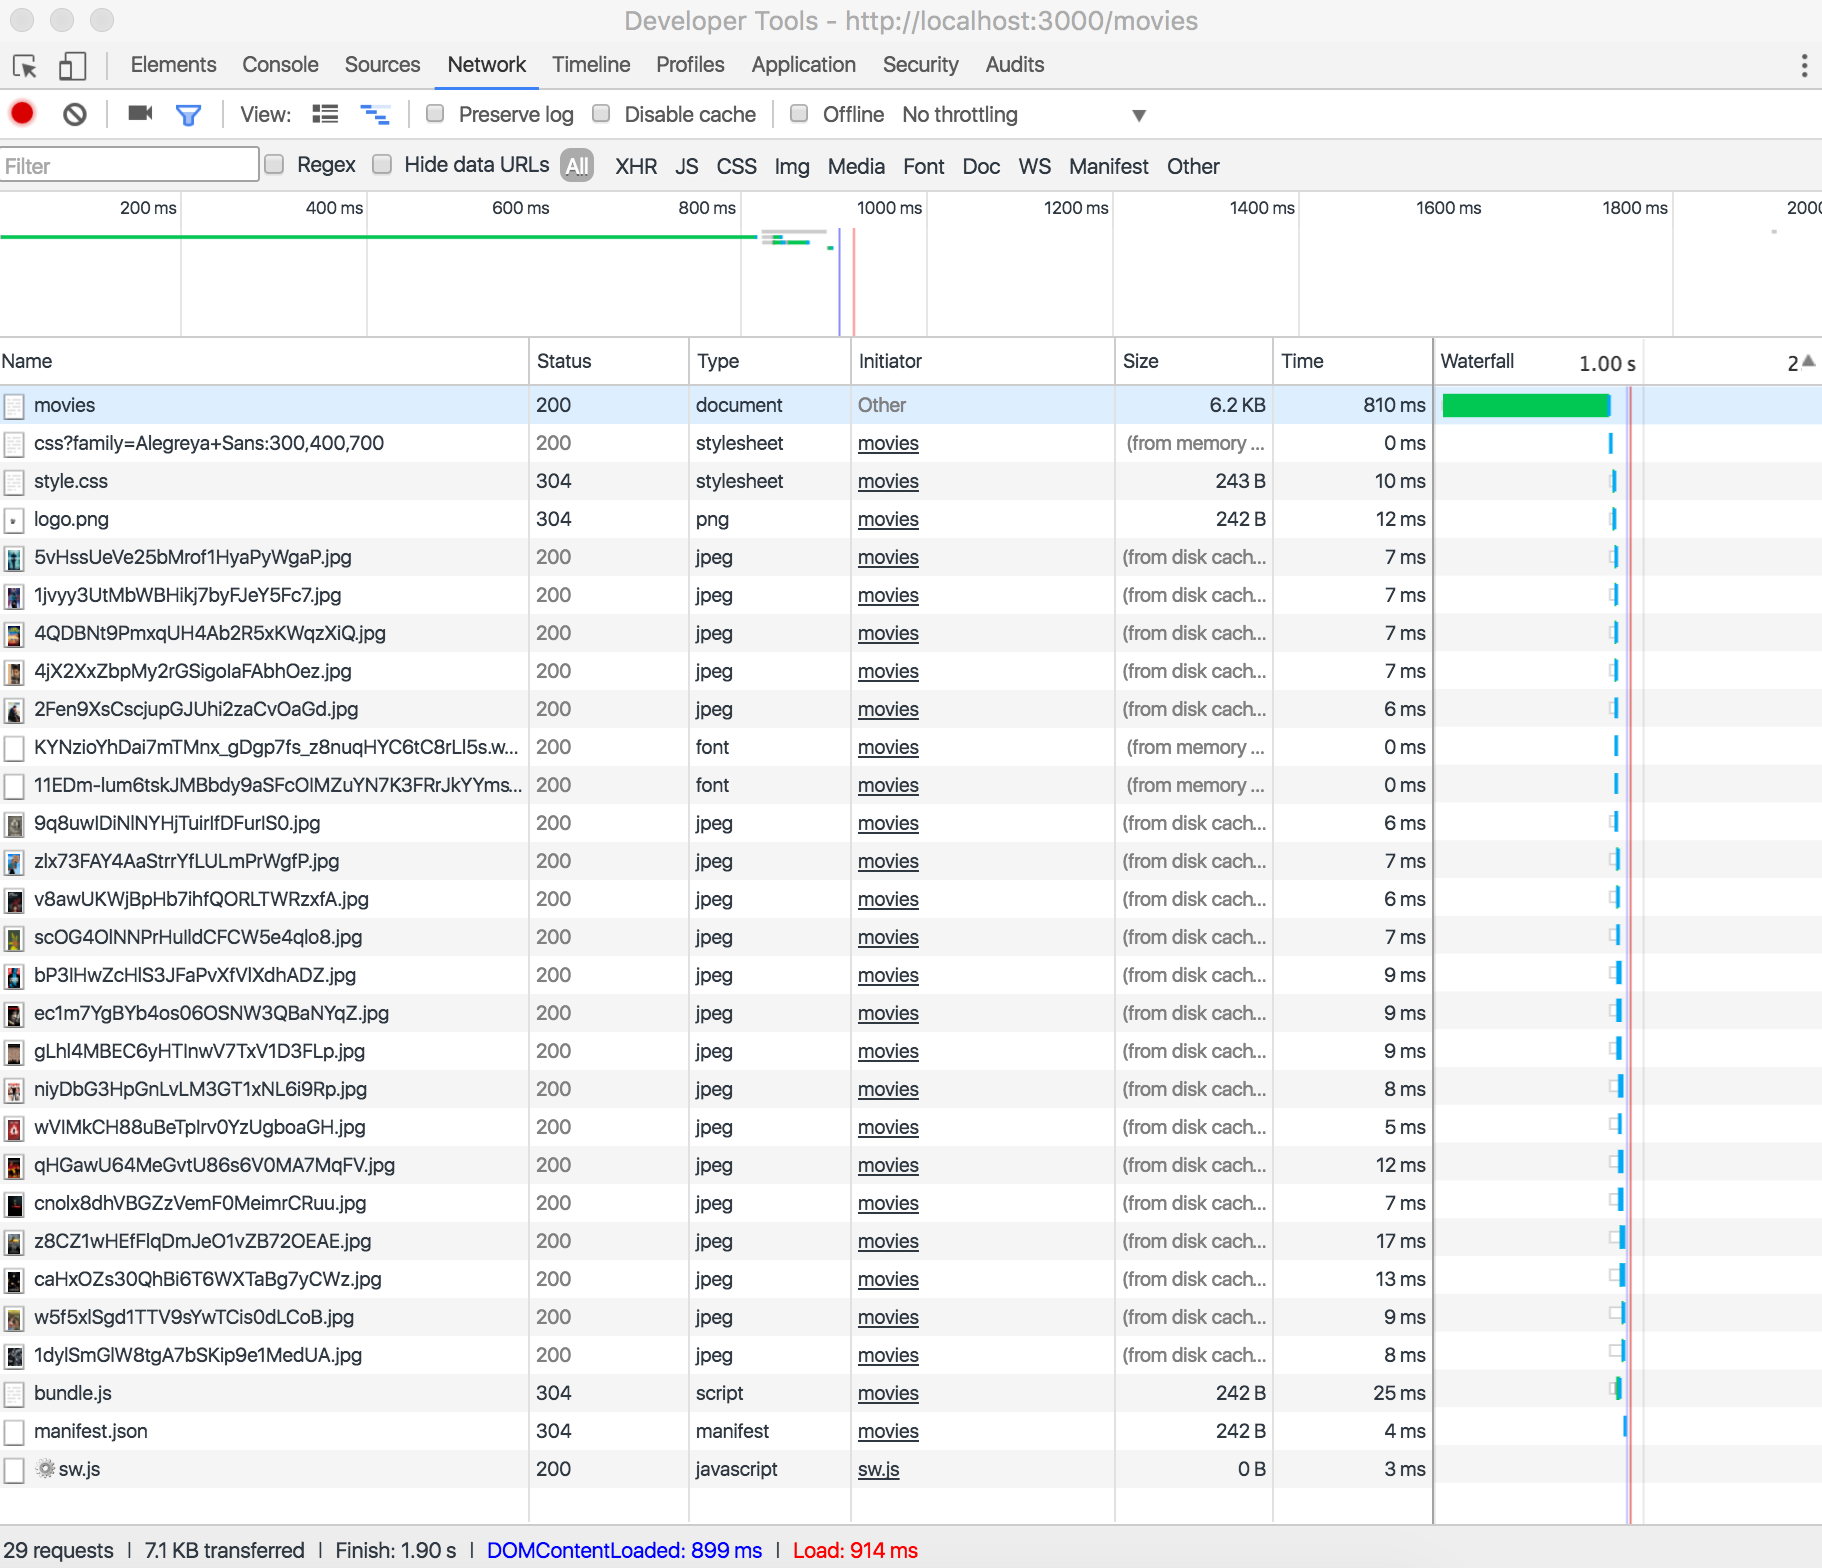 Developer Tools - http://localhost:3000/movies
Elements Console Sources Network Timeline Profiles Application Security Audits
View: Preserve log Disable cache Offline No throttling
Filter Regex Hide data URLs All XHR JS CSS Img Media Font Doc WS Manifest Other
200 ms 400 ms 600 ms 800 ms 1000 ms 1200 ms 1400 ms 1600 ms 1800 ms 2000
Name Status Type Initiator Size Time Waterfall 1.00 s 2.
movies 200 document Other 6.2 KB 810 ms
css?family=Alegreya+Sans:300,400,700 200 stylesheet movies (from memory ... 0 ms
style.css 304 stylesheet movies 243 B 10 ms
logo.png 304 png movies 242 B 12 ms
5vHssUeVe25bMrof1HyaPyWgaP.jpg 200 jpeg movies (from disk cach... 7 ms
1jvyy3UtMbWBHikj7byFJeY5Fc7.jpg 200 jpeg movies (from disk cach... 7 ms
4QDBNt9PmxqUH4Ab2R5xKWqzXiQ.jpg 200 jpeg movies (from disk cach... 7 ms
4jX2XxZbpMy2rGSigolaFAbhOez.jpg 200 jpeg movies (from disk cach... 7 ms
2Fen9XsCscjupGJUhi2zaCvOaGd.jpg 200 jpeg movies (from disk cach... 6 ms
KYNzioYhDai7mTMnx_gDgp7fs_z8nuqHYC6tC8rLI5s.w... 200 font movies (from memory ... 0 ms
11EDm-lum6tskJMBbdy9aSFcOIMZuYN7K3FRrJkYYms... 200 font movies (from memory ... 0 ms
9q8uwIDiNlNYHjTuirIfDFurIS0.jpg 200 jpeg movies (from disk cach... 6 ms
zlx73FAY4AaStrrYfLULmPrWgfP.jpg 200 jpeg movies (from disk cach... 7 ms
v8awUKWjBpHb7ihfQORLTWRzxfA.jpg 200 jpeg movies (from disk cach... 6 ms
scOG4OlNNPrHulldCFCW5e4qlo8.jpg 200 jpeg movies (from disk cach... 7 ms
bP3IHwZcHlS3JFaPvXfVlXdhADZ.jpg 200 jpeg movies (from disk cach... 9 ms
ec1m7YgBYb4os06OSNW3QBaNYqZ.jpg 200 jpeg movies (from disk cach... 9 ms
gLhl4MBEC6yHTInwV7TxV1D3FLp.jpg 200 jpeg movies (from disk cach... 9 ms
niyDbG3HpGnLvLM3GT1xNL6i9Rp.jpg 200 jpeg movies (from disk cach... 8 ms
wVIMkCH88uBeTplrv0YzUgboaGH.jpg 200 jpeg movies (from disk cach... 5 ms
qHGawU64MeGvtU86s6V0MA7MqFV.jpg 200 jpeg movies (from disk cach... 12 ms
cnolx8dhVBGZzVemF0MeimrCRuu.jpg 200 jpeg movies (from disk cach... 7 ms
z8CZ1wHEfFlqDmJeO1vZB72OEAE.jpg 200 jpeg movies (from disk cach... 17 ms
caHxOZs30QhBi6T6WXTaBg7yCWz.jpg 200 jpeg movies (from disk cach... 13 ms
w5f5xlSgd1TTV9sYwTCis0dLCoB.jpg 200 jpeg movies (from disk cach... 9 ms
1dylSmGlW8tgA7bSKip9e1MedUA.jpg 200 jpeg movies (from disk cach... 8 ms
bundle.js 304 script movies 242 B 25 ms
manifest.json 304 manifest movies 242 B 4 ms
sw.js 200 javascript sw.js 0 B 3 ms
29 requests | 7.1 KB transferred | Finish: 1.90 s | DOMContentLoaded: 899 ms | Load: 914 ms